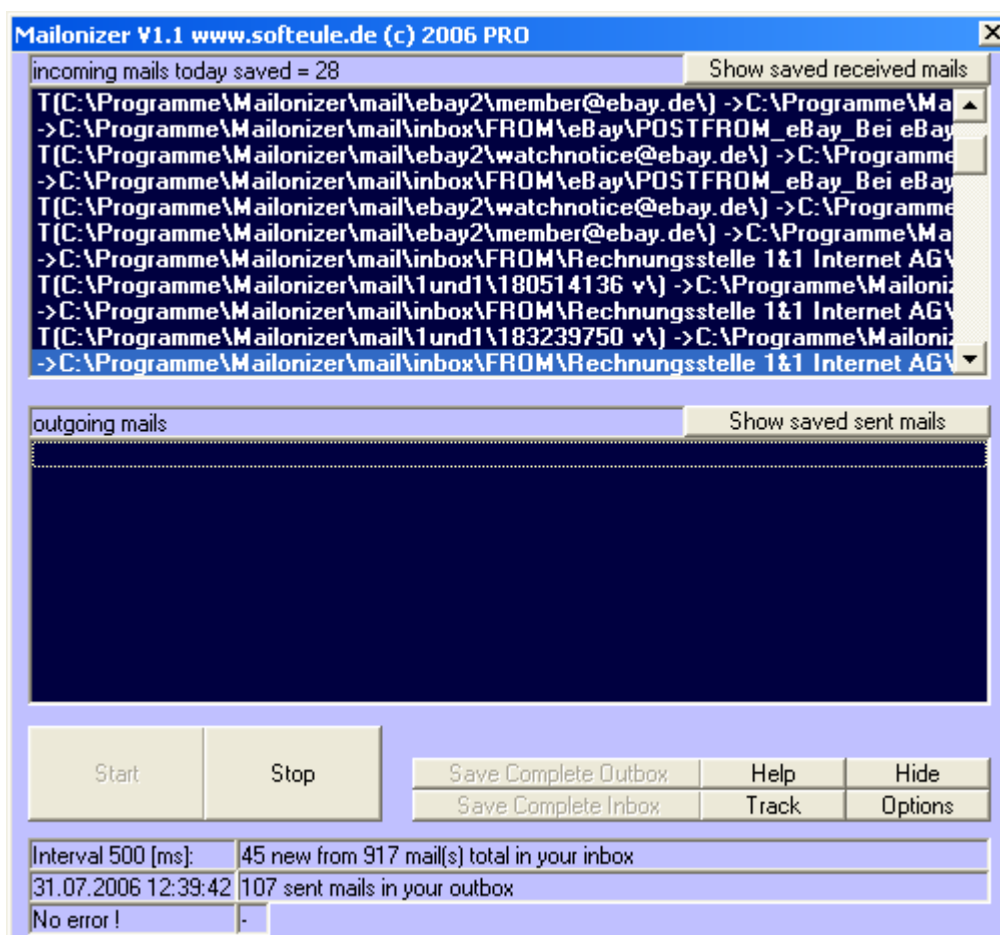 Mailonizer V1.1 www.softeule.de (c) 2006 PRO
incoming mails today saved = 28
Show saved received mails
T(C:\Programme\Mailonizer\mail\ebay2\member@ebay.de\) ->C:\Programme\Ma
->C:\Programme\Mailonizer\mail\inbox\FROM\eBay\POSTFROM_eBay_Bei eBay
T(C:\Programme\Mailonizer\mail\ebay2\watchnotice@ebay.de\) ->C:\Programme
->C:\Programme\Mailonizer\mail\inbox\FROM\eBay\POSTFROM_eBay_Bei eBay
T(C:\Programme\Mailonizer\mail\ebay2\watchnotice@ebay.de\) ->C:\Programme
T(C:\Programme\Mailonizer\mail\ebay2\member@ebay.de\) ->C:\Programme\Ma
->C:\Programme\Mailonizer\mail\inbox\FROM\Rechnungsstelle 1&1 Internet AG\
T(C:\Programme\Mailonizer\mail\1und1\180514136 v\) ->C:\Programme\Mailoniz
->C:\Programme\Mailonizer\mail\inbox\FROM\Rechnungsstelle 1&1 Internet AG\
T(C:\Programme\Mailonizer\mail\1und1\183239750 v\) ->C:\Programme\Mailoniz
->C:\Programme\Mailonizer\mail\inbox\FROM\Rechnungsstelle 1&1 Internet AG\
outgoing mails
Show saved sent mails
Start
Stop
Save Complete Outbox
Help
Hide
Save Complete Inbox
Track
Options
Interval 500 [ms]:
45 new from 917 mail(s) total in your inbox
31.07.2006 12:39:42
107 sent mails in your outbox
No error !
-